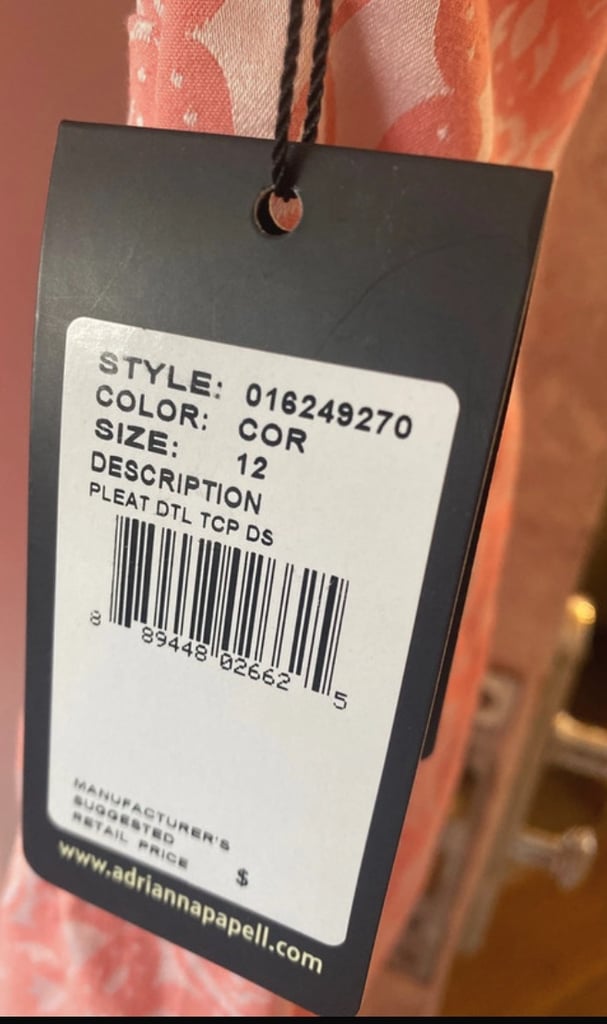 STYLE: 016249270
COLOR: COR
SIZE: 12
DESCRIPTION
PLEAT DTL TCP DS
8 89448 02662 5
MANUFACTURER'S
SUGGESTED
RETAIL PRICE $
www.adriannapapell.com